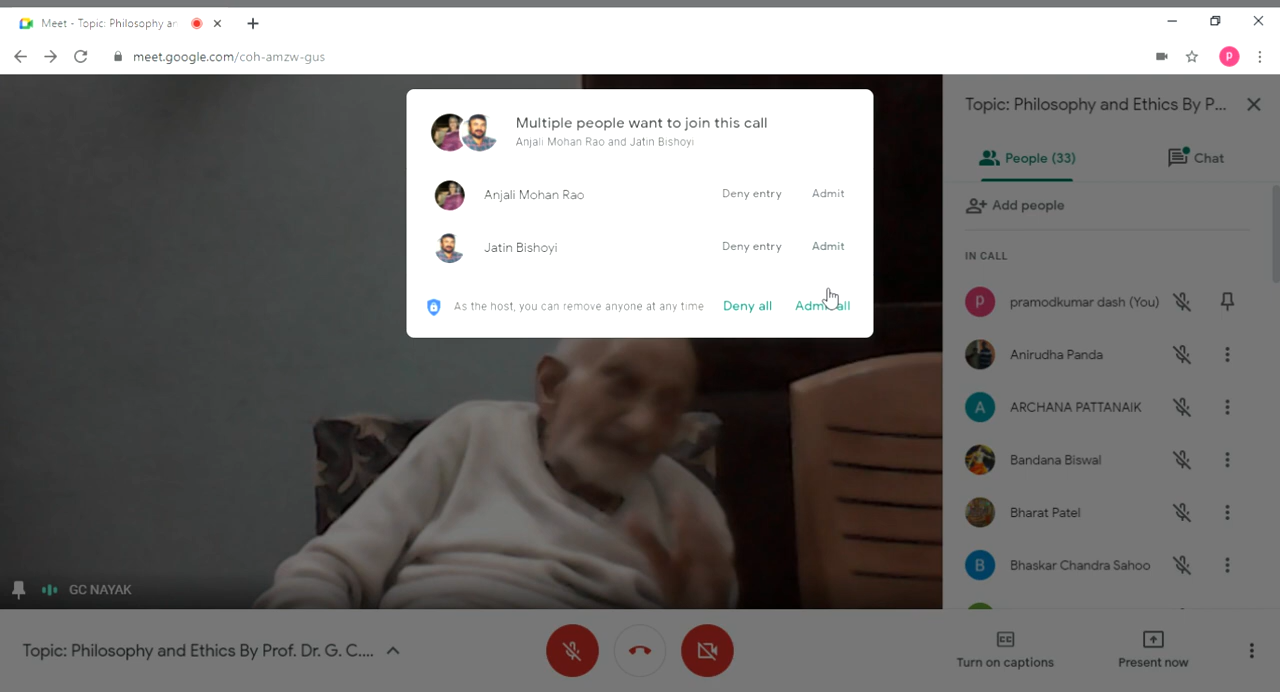 Meet - Topic: Philosophy ar
meet.google.com/coh-amzw-gus
P
Multiple people want to join this call
Anjali Mohan Rao and Jatin Bishoyi
Anjali Mohan Rao Deny entry Admit
Jatin Bishoyi Deny entry Admit
As the host, you can remove anyone at any time Deny all Admit all
GC NAYAK
Topic: Philosophy and Ethics By P...
People (33) Chat
Add people
IN CALL
P pramodkumar dash (You)
Anirudha Panda
A ARCHANA PATTANAIK
Bandana Biswal
Bharat Patel
B Bhaskar Chandra Sahoo
Topic: Philosophy and Ethics By Prof. Dr. G. C....
CC
Turn on captions
Present now